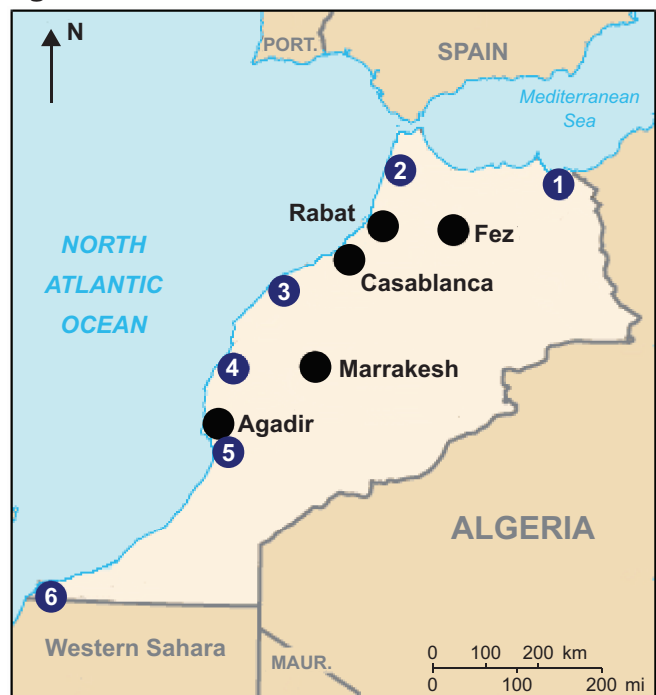 N
PORT.
SPAIN
Mediterranean
Sea
2
1
Rabat
Fez
NORTH
ATLANTIC
OCEAN
Casablanca
3
4
Marrakesh
Agadir
5
ALGERIA
6
Western Sahara
MAUR.
0 100 200 km
0 100 200 mi